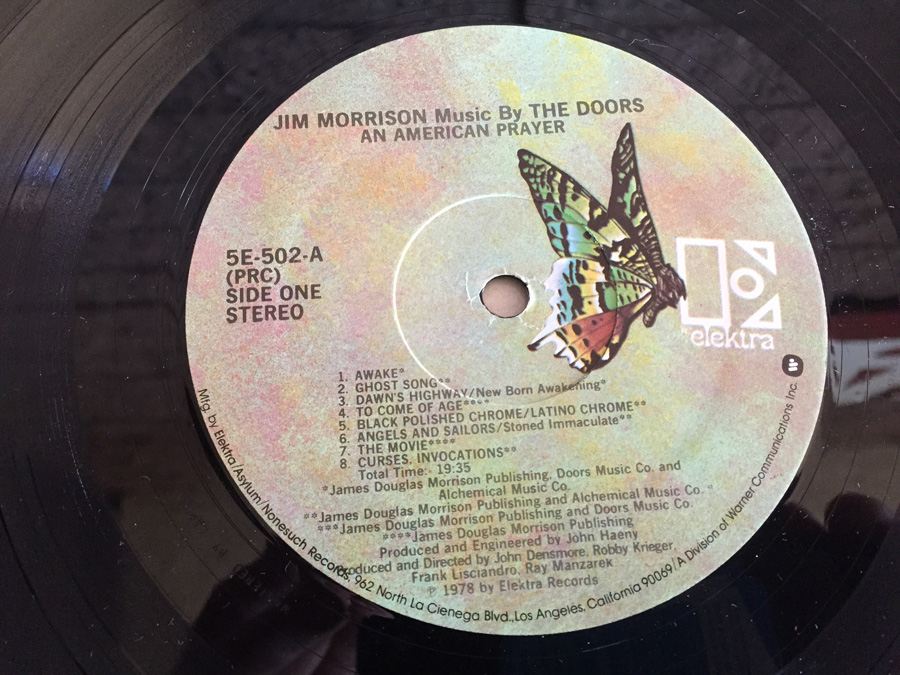 JIM MORRISON Music By THE DOORS
AN AMERICAN PRAYER
5E-502-A
(PRC)
SIDE ONE
STEREO
elektra
1. AWAKE*
2. GHOST SONG**
3. DAWN'S HIGHWAY/New Born Awakening*
4. TO COME OF AGE****
5. BLACK POLISHED CHROME/LATINO CHROME**
6. ANGELS AND SAILORS/Stoned Immaculate**
7. THE MOVIE****
8. CURSES, INVOCATIONS**
Total Time: 19:35
*James Douglas Morrison Publishing, Doors Music Co. and
Alchemical Music Co.
**James Douglas Morrison Publishing and Alchemical Music Co.
***James Douglas Morrison Publishing and Doors Music Co.
****James Douglas Morrison Publishing
Produced and Engineered by John Haeny
Produced and Directed by John Densmore, Robby Krieger,
Frank Lisciandro, Ray Manzarek
℗ 1978 by Elektra Records
Mfg. by Elektra/Asylum/Nonesuch Records, 962 North La Cienega Blvd., Los Angeles, California 90069/A Division of Warner Communications Inc.